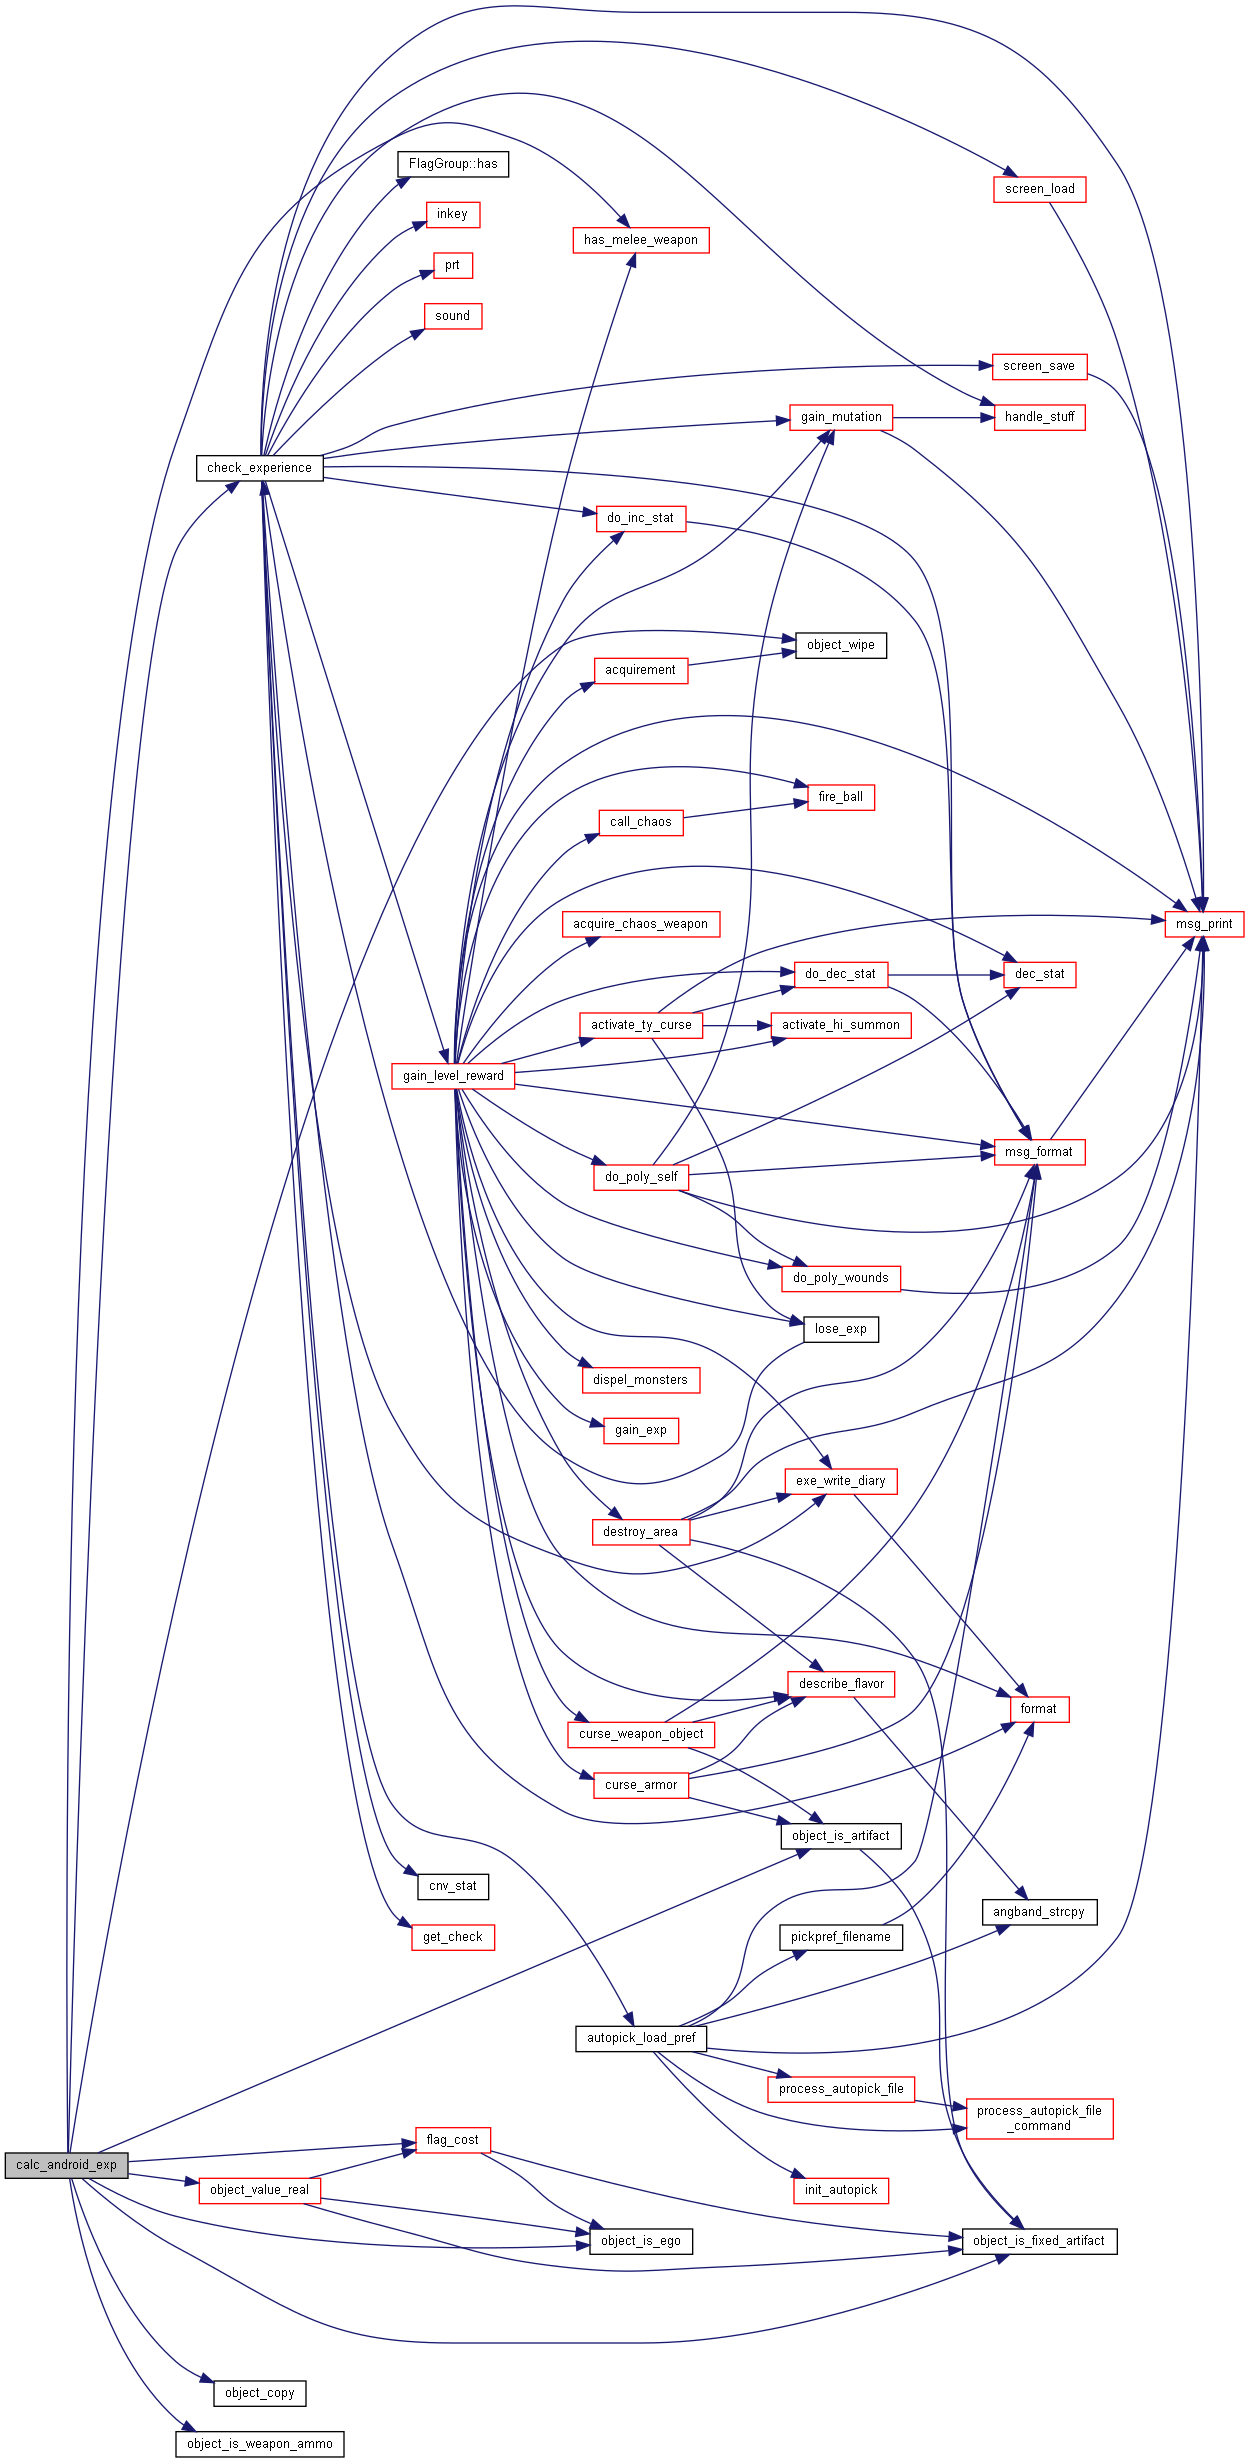 FlagGroup::has
screen_load
inkey
has_melee_weapon
prt
sound
screen_save
gain_mutation
handle_stuff
check_experience
do_inc_stat
object_wipe
acquirement
fire_ball
call_chaos
acquire_chaos_weapon
msg_print
do_dec_stat
dec_stat
activate_ty_curse
activate_hi_summon
gain_level_reward
msg_format
do_poly_self
do_poly_wounds
lose_exp
dispel_monsters
gain_exp
exe_write_diary
destroy_area
describe_flavor
format
curse_weapon_object
curse_armor
object_is_artifact
cnv_stat
angband_strcpy
get_check
pickpref_filename
autopick_load_pref
process_autopick_file
process_autopick_file
_command
flag_cost
calc_android_exp
object_value_real
init_autopick
object_is_ego
object_is_fixed_artifact
object_copy
object_is_weapon_ammo